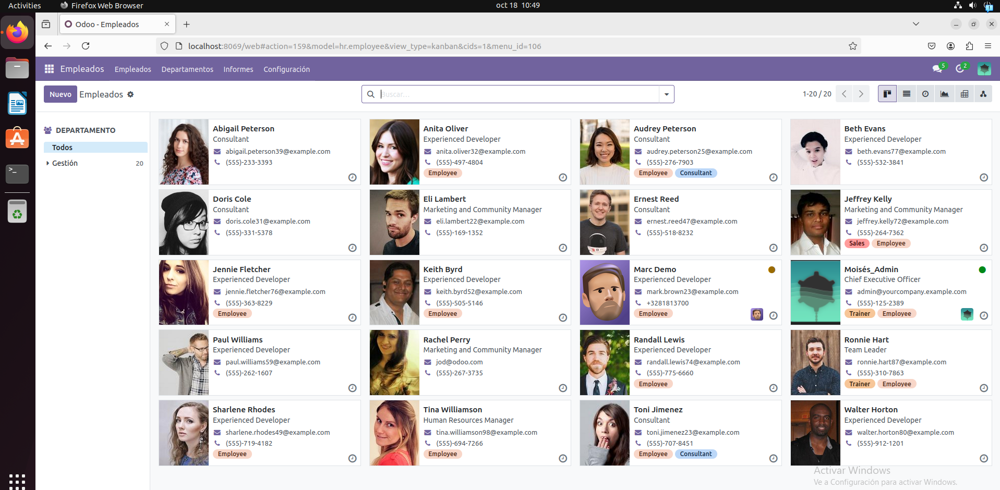 Activities
Firefox Web Browser
oct 18 10:49
Odoo - Empleados
localhost:8069/web#action=159&model=hr.employee&view_type=kanban&cids=1&menu_id=106
Empleados
Empleados
Departamentos
Informes
Configuración
5
2
Nuevo
Empleados
Buscar...
1-20 / 20
DEPARTAMENTO
Todos
Gestión 20
Abigail Peterson
Consultant
abigail.peterson39@example.com
(555)-233-3393
Anita Oliver
Experienced Developer
anita.oliver32@example.com
(555)-497-4804
Employee
Audrey Peterson
Consultant
audrey.peterson25@example.com
(555)-276-7903
Employee Consultant
Beth Evans
Experienced Developer
beth.evans77@example.com
(555)-532-3841
Doris Cole
Consultant
doris.cole31@example.com
(555)-331-5378
Eli Lambert
Marketing and Community Manager
eli.lambert22@example.com
(555)-169-1352
Ernest Reed
Consultant
ernest.reed47@example.com
(555)-518-8232
Jeffrey Kelly
Marketing and Community Manager
jeffrey.kelly72@example.com
(555)-264-7362
Sales Employee
Jennie Fletcher
Experienced Developer
jennie.fletcher76@example.com
(555)-363-8229
Employee
Keith Byrd
Experienced Developer
keith.byrd52@example.com
(555)-505-5146
Employee
Marc Demo
Experienced Developer
mark.brown23@example.com
+3281813700
Employee
Moisés_Admin
Chief Executive Officer
admin@yourcompany.example.com
(555)-125-2389
Trainer Employee
Paul Williams
Experienced Developer
paul.williams59@example.com
(555)-262-1607
Rachel Perry
Marketing and Community Manager
jod@odoo.com
(555)-267-3735
Randall Lewis
Experienced Developer
randall.lewis74@example.com
(555)-775-6660
Employee
Ronnie Hart
Team Leader
ronnie.hart87@example.com
(555)-310-7863
Trainer Employee
Sharlene Rhodes
Experienced Developer
sharlene.rhodes49@example.com
(555)-719-4182
Employee
Tina Williamson
Human Resources Manager
tina.williamson98@example.com
(555)-694-7266
Employee
Toni Jimenez
Consultant
toni.jimenez23@example.com
(555)-707-8451
Employee Consultant
Walter Horton
Experienced Developer
walter.horton80@example.com
(555)-912-1201
Activar Windows
Ve a Configuración para activar Windows.